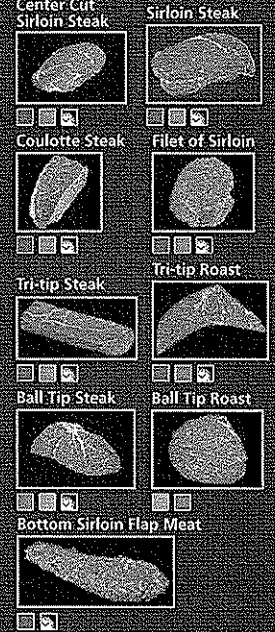 Center Cut
Sirloin Steak
Sirloin Steak
Coulotte Steak
Filet of Sirloin
Tri-tip Steak
Tri-tip Roast
Ball Tip Steak
Ball Tip Roast
Bottom Sirloin Flap Meat